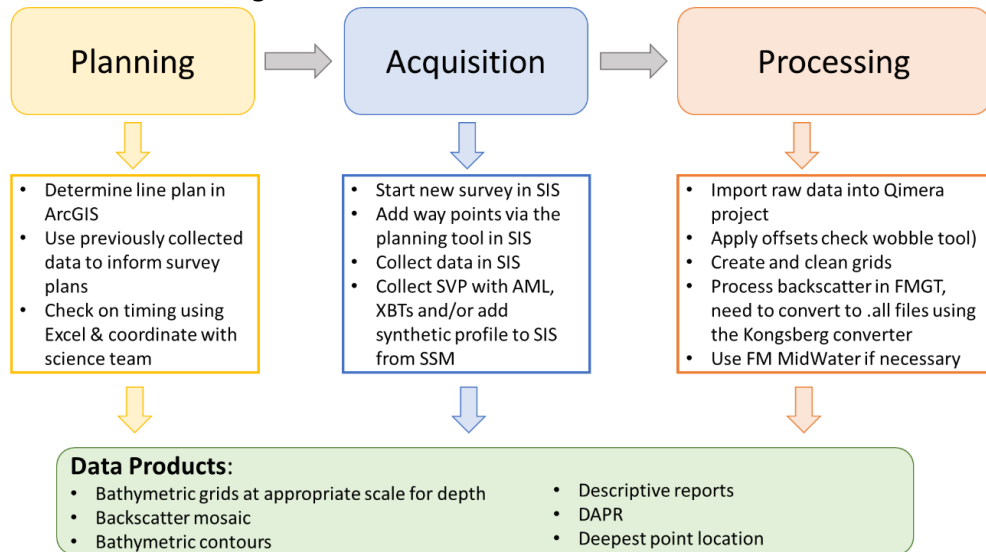 Planning
Acquisition
Processing
• Determine line plan in
ArcGIS
• Use previously collected
data to inform survey
plans
• Check on timing using
Excel & coordinate with
science team
• Start new survey in SIS
• Add way points via the
planning tool in SIS
• Collect data in SIS
• Collect SVP with AML,
XBTs and/or add
synthetic profile to SIS
from SSM
• Import raw data into Qimera
project
• Apply offsets check wobble tool)
• Create and clean grids
• Process backscatter in FMGT,
need to convert to .all files using
the Kongsberg converter
• Use FM MidWater if necessary
Data Products:
• Bathymetric grids at appropriate scale for depth
• Backscatter mosaic
• Bathymetric contours
• Descriptive reports
• DAPR
• Deepest point location